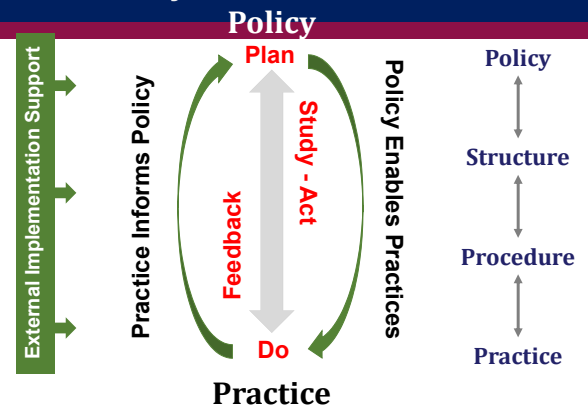 Policy
Plan
External Implementation Support
Practice Informs Policy
Feedback
Study - Act
Policy Enables Practices
Do
Practice
Policy
Structure
Procedure
Practice